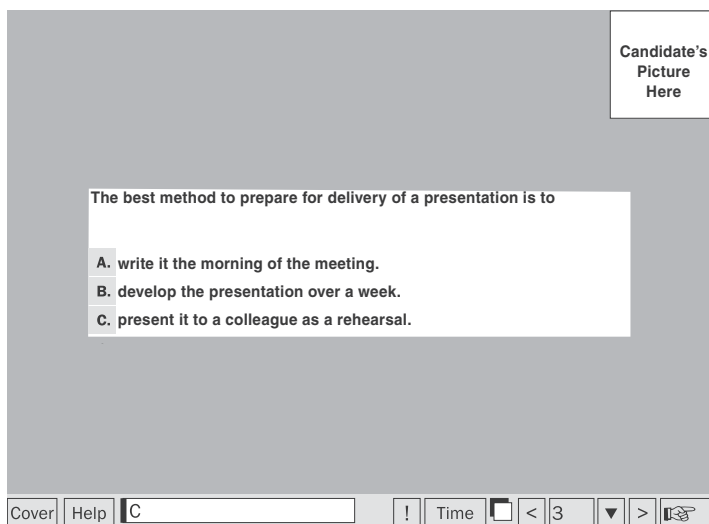 Candidate's
Picture
Here
The best method to prepare for delivery of a presentation is to
A. write it the morning of the meeting.
B. develop the presentation over a week.
C. present it to a colleague as a rehearsal.
Cover Help C ! Time < 3 ▼ >